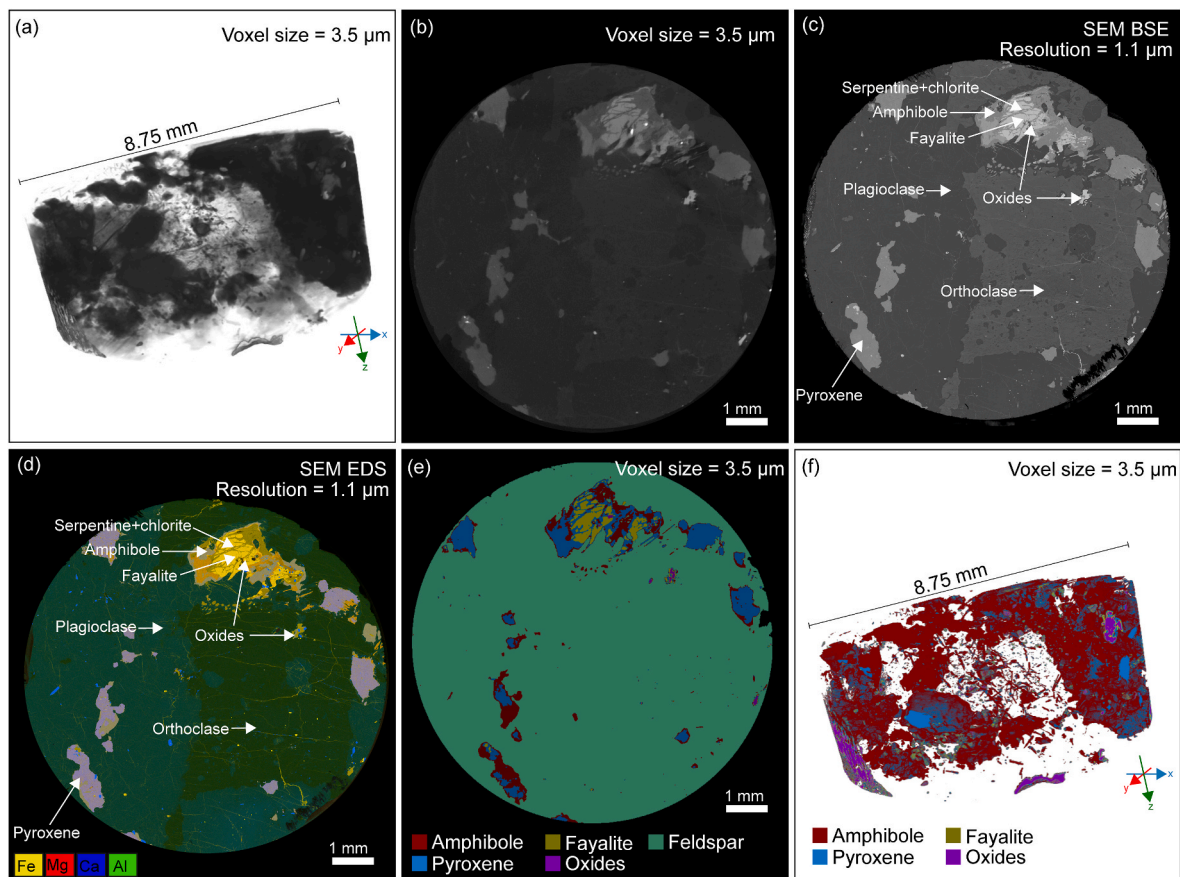 (a)
Voxel size = 3.5 µm
8.75 mm
x
y
z
(b)
Voxel size = 3.5 µm
1 mm
(c)
SEM BSE
Resolution = 1.1 µm
Serpentine+chlorite
Amphibole
Fayalite
Plagioclase
Oxides
Orthoclase
Pyroxene
1 mm
(d)
SEM EDS
Resolution = 1.1 µm
Serpentine+chlorite
Amphibole
Fayalite
Plagioclase
Oxides
Orthoclase
Pyroxene
1 mm
Fe Mg Ca Al
(e)
Voxel size = 3.5 µm
1 mm
Amphibole Fayalite Feldspar
Pyroxene Oxides
(f)
Voxel size = 3.5 µm
8.75 mm
x
y
z
Amphibole Fayalite
Pyroxene Oxides